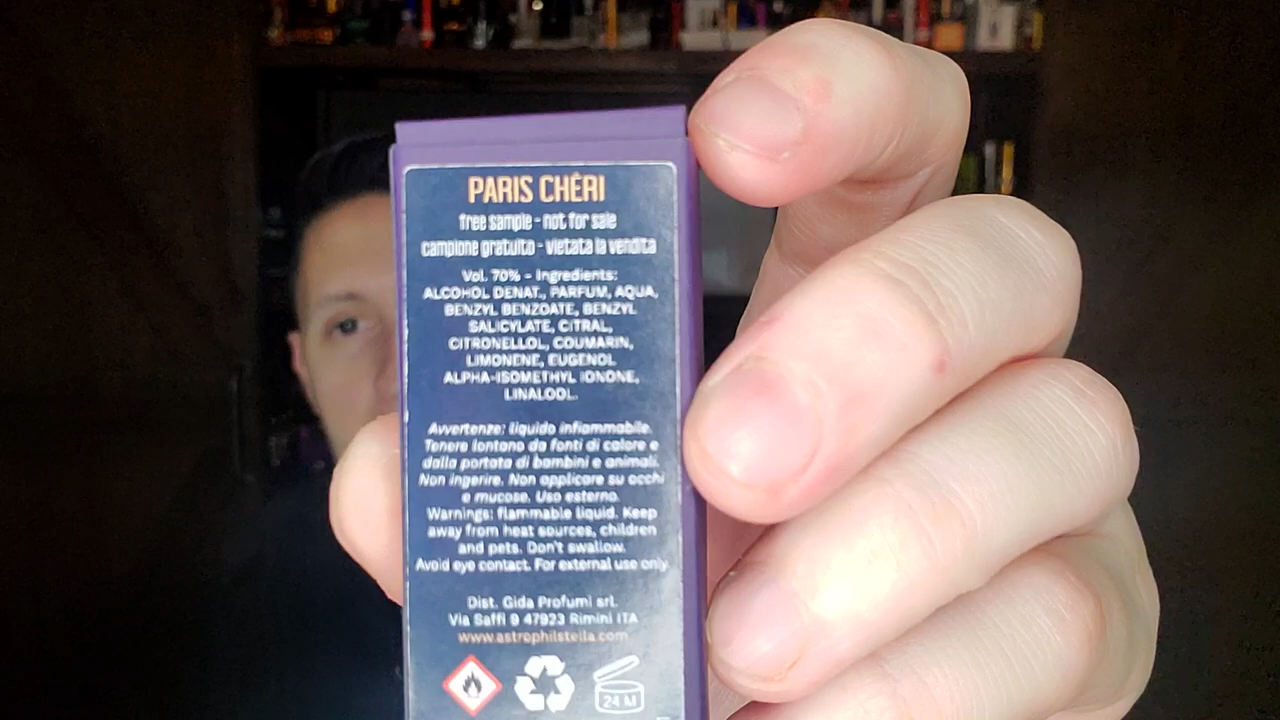 PARIS CHÊRI
free sample - not for sale
campione gratuito - vietata la vendita
Vol. 70% - Ingredients:
ALCOHOL DENAT., PARFUM, AQUA,
BENZYL BENZOATE, BENZYL
SALICYLATE, CITRAL,
CITRONELLOL, COUMARIN,
LIMONENE, EUGENOL
ALPHA-ISOMETHYL IONONE,
LINALOOL.
Avvertenze: liquido infiammabile.
Tenere lontano da fonti di calore e
dalla portata di bambini e animali.
Non ingerire. Non applicare su occhi
e mucose. Uso esterno.
Warnings: flammable liquid. Keep
away from heat sources, children
and pets. Don't swallow.
Avoid eye contact. For external use only.
Dist. Gida Profumi srl.
Via Saffi 9 47923 Rimini ITA
www.astrophilstella.com
24 M